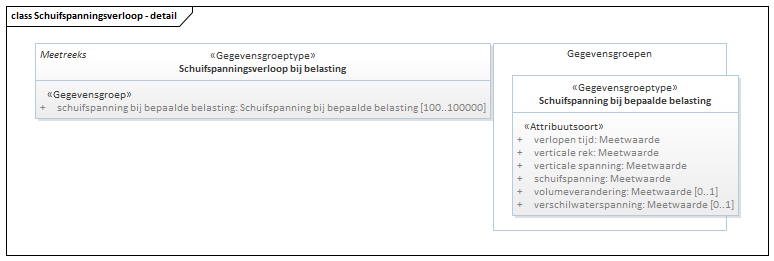 class Schuifspanningsverloop - detail
Meetreeks
«Gegevensgroeptype»
Schuifspanningsverloop bij belasting
«Gegevensgroep»
+ schuifspanning bij bepaalde belasting: Schuifspanning bij bepaalde belasting [100..100000]
Gegevensgroepen
«Gegevensgroeptype»
Schuifspanning bij bepaalde belasting
«Attribuutsoort»
+ verlopen tijd: Meetwaarde
+ verticale rek: Meetwaarde
+ verticale spanning: Meetwaarde
+ schuifspanning: Meetwaarde
+ volumeverandering: Meetwaarde [0..1]
+ verschilwaterspanning: Meetwaarde [0..1]